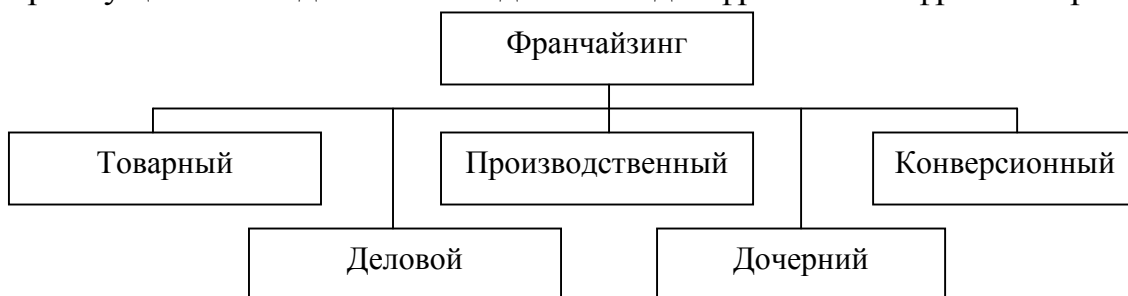 Франчайзинг
Товарный
Производственный
Конверсионный
Деловой
Дочерний